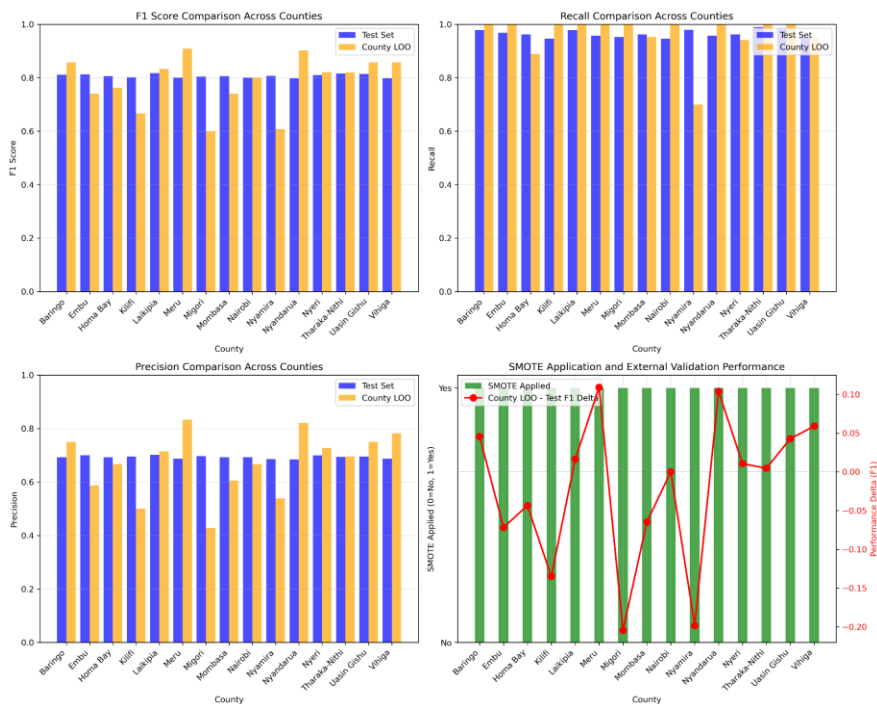 F1 Score Comparison Across Counties
1.0
0.8
0.6
0.4
0.2
0.0
F1 Score
Test Set
County LOO
Baringo
Embu
Homa Bay
Kilifi
Laikipia
Meru
Migori
Mombasa
Nairobi
Nyamira
Nyandarua
Nyeri
Tharaka-Nithi
Uasin Gishu
Vihiga
County
Recall Comparison Across Counties
1.0
0.8
0.6
0.4
0.2
0.0
Recall
Test Set
County LOO
Baringo
Embu
Homa Bay
Kilifi
Laikipia
Meru
Migori
Mombasa
Nairobi
Nyamira
Nyandarua
Nyeri
Tharaka-Nithi
Uasin Gishu
Vihiga
County
Precision Comparison Across Counties
1.0
0.8
0.6
0.4
0.2
0.0
Precision
Test Set
County LOO
Baringo
Embu
Homa Bay
Kilifi
Laikipia
Meru
Migori
Mombasa
Nairobi
Nyamira
Nyandarua
Nyeri
Tharaka-Nithi
Uasin Gishu
Vihiga
County
SMOTE Application and External Validation Performance
Yes
No
SMOTE Applied (0=No, 1=Yes)
SMOTE Applied
County LOO - Test F1 Delta
0.10
0.05
0.00
−0.05
−0.10
−0.15
−0.20
Performance Delta (F1)
Baringo
Embu
Homa Bay
Kilifi
Laikipia
Meru
Migori
Mombasa
Nairobi
Nyamira
Nyandarua
Nyeri
Tharaka-Nithi
Uasin Gishu
Vihiga
County